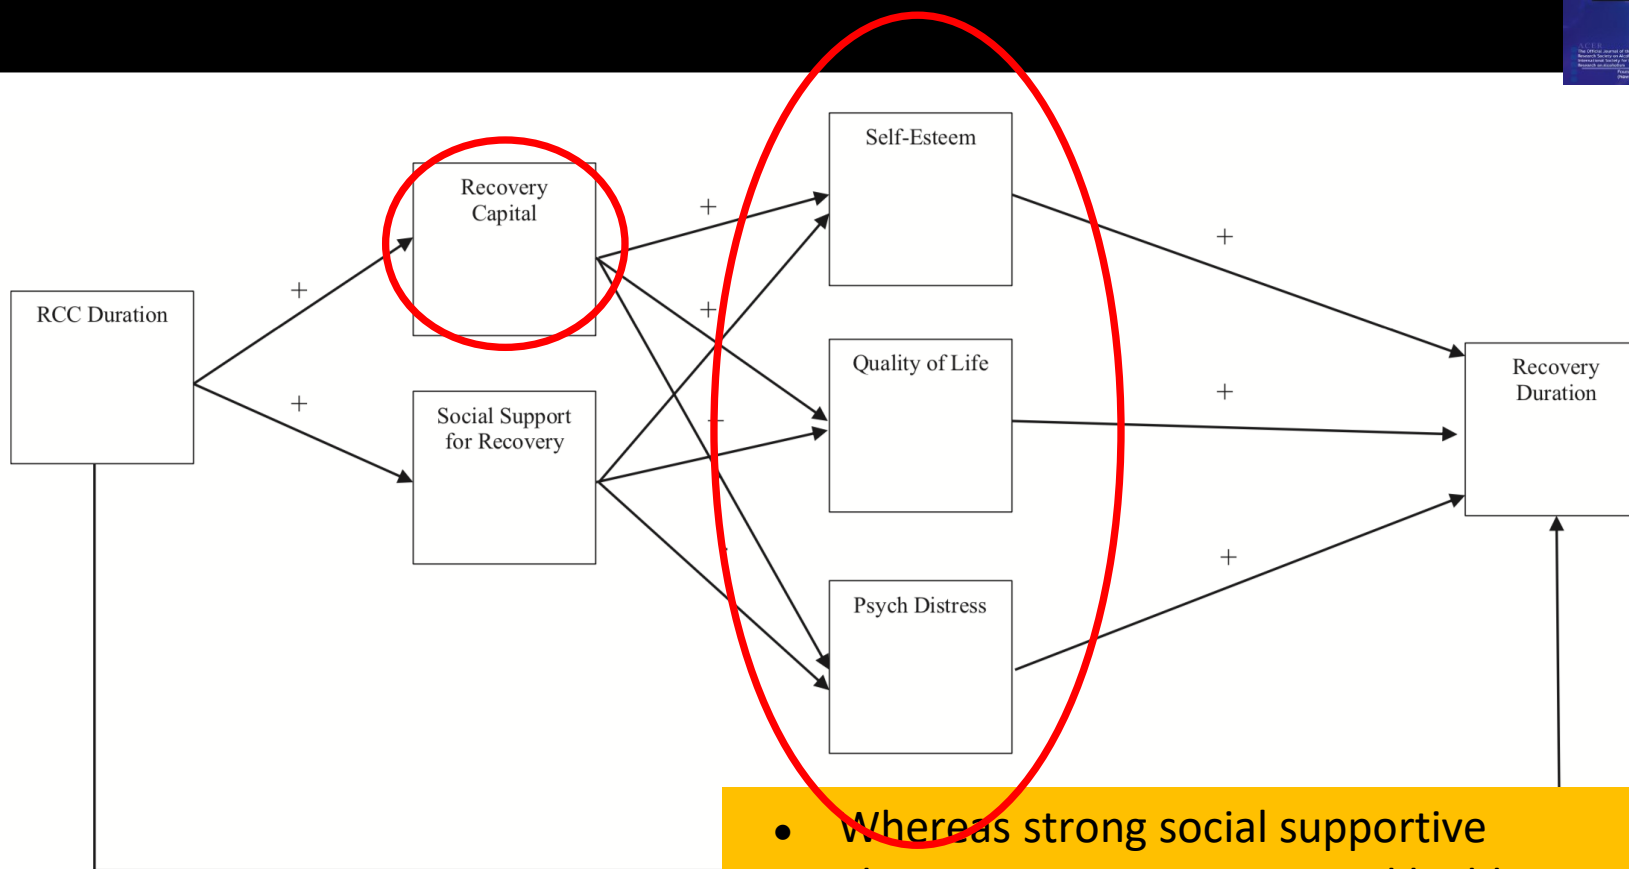 ACER
Recovery
Capital
Self-Esteem
+
+
+
RCC Duration
+
Quality of Life
+
Recovery
Duration
+
Social Support
for Recovery
+
+
Psych Distress
• Whereas strong social supportive